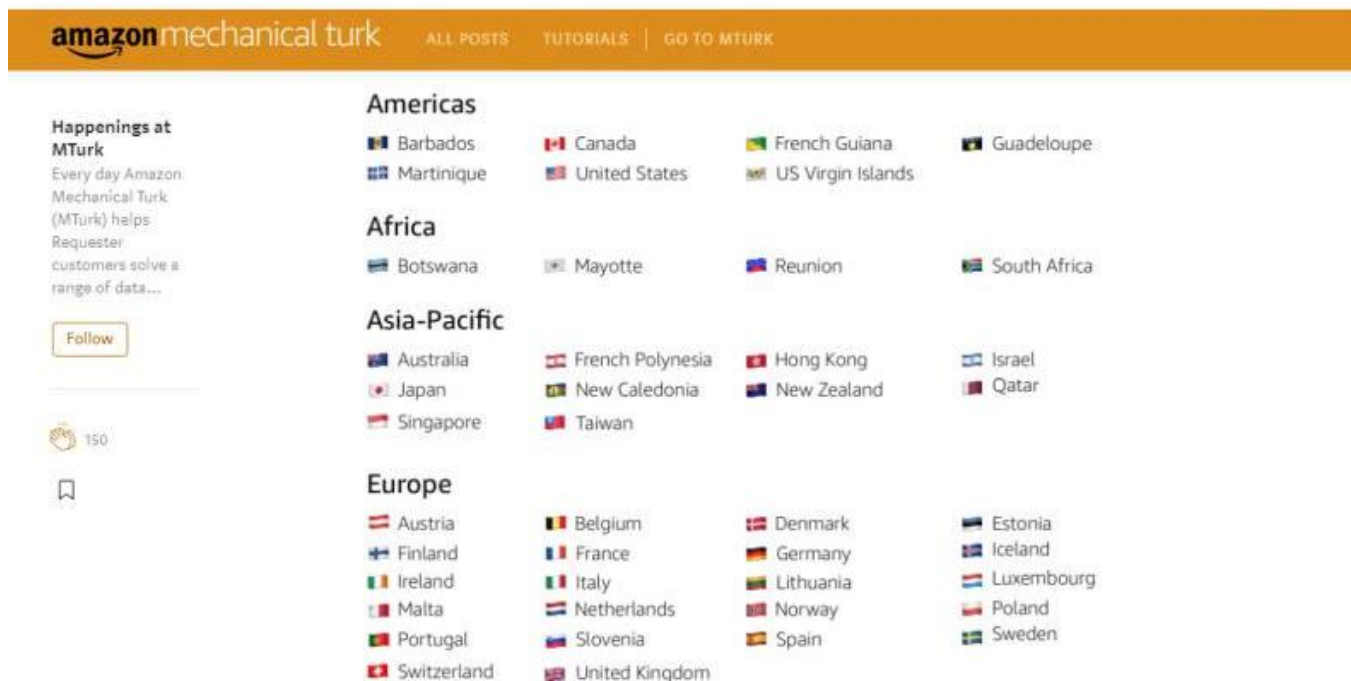 amazon mechanical turk ALL POSTS TUTORIALS | GO TO MTURK
Happenings at
MTurk
Every day Amazon
Mechanical Turk
(MTurk) helps
Requester
customers solve a
range of data...
Follow
150
Americas
Barbados Canada French Guiana Guadeloupe
Martinique United States US Virgin Islands
Africa
Botswana Mayotte Reunion South Africa
Asia-Pacific
Australia French Polynesia Hong Kong Israel
Japan New Caledonia New Zealand Qatar
Singapore Taiwan
Europe
Austria Belgium Denmark Estonia
Finland France Germany Iceland
Ireland Italy Lithuania Luxembourg
Malta Netherlands Norway Poland
Portugal Slovenia Spain Sweden
Switzerland United Kingdom